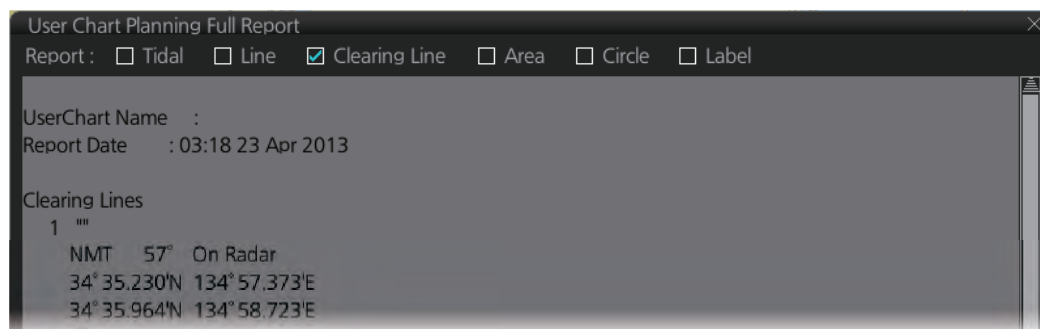 User Chart Planning Full Report
Report : Tidal Line Clearing Line Area Circle Label
UserChart Name :
Report Date : 03:18 23 Apr 2013
Clearing Lines
1 ""
NMT 57° On Radar
34°35.230'N 134°57.373'E
34°35.964'N 134°58.723'E